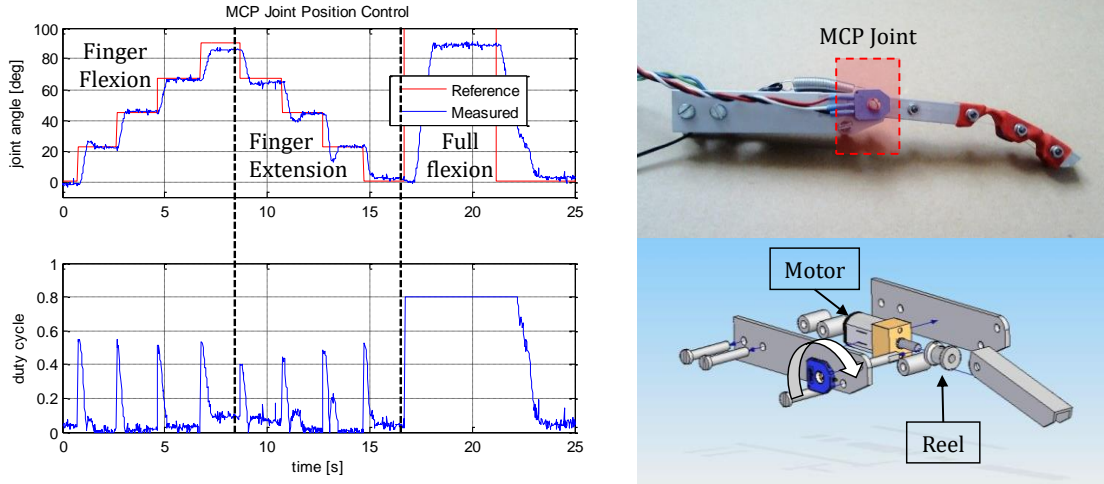 MCP Joint Position Control
100
80
60
40
20
0
joint angle [deg]
Finger
Flexion
Reference
Measured
Finger
Extension
Full
flexion
0
5
10
15
20
25
1
0.8
0.6
0.4
0.2
0
duty cycle
0
5
10
15
20
25
time [s]
MCP Joint
Motor
Reel